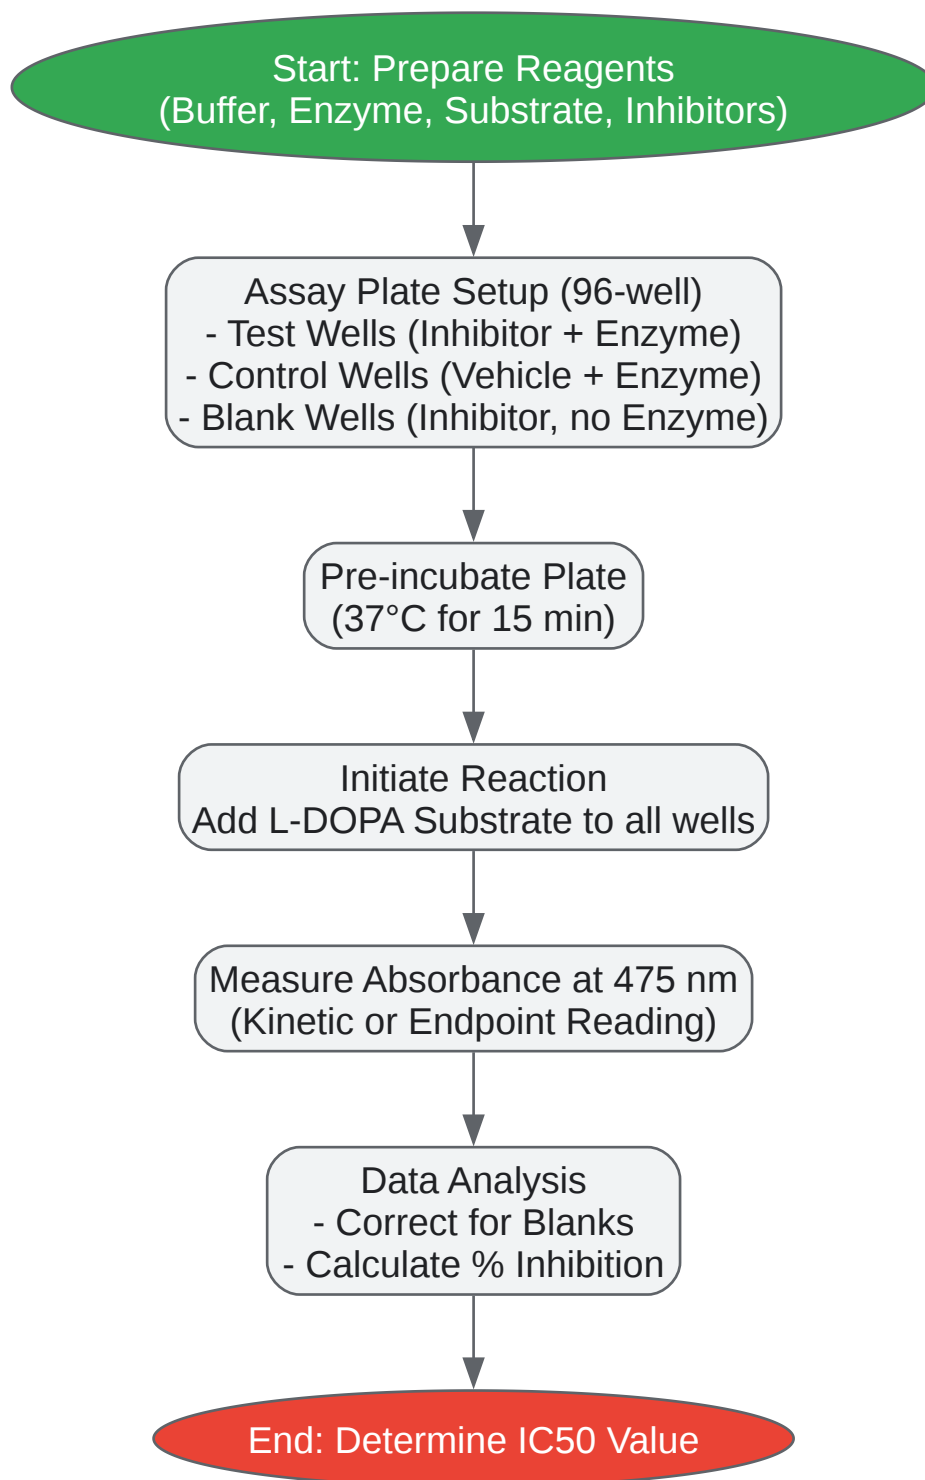 Start: Prepare Reagents
(Buffer, Enzyme, Substrate, Inhibitors)
Assay Plate Setup (96-well)
- Test Wells (Inhibitor + Enzyme)
- Control Wells (Vehicle + Enzyme)
- Blank Wells (Inhibitor, no Enzyme)
Pre-incubate Plate
(37°C for 15 min)
Initiate Reaction
Add L-DOPA Substrate to all wells
Measure Absorbance at 475 nm
(Kinetic or Endpoint Reading)
Data Analysis
- Correct for Blanks
- Calculate % Inhibition
End: Determine IC50 Value